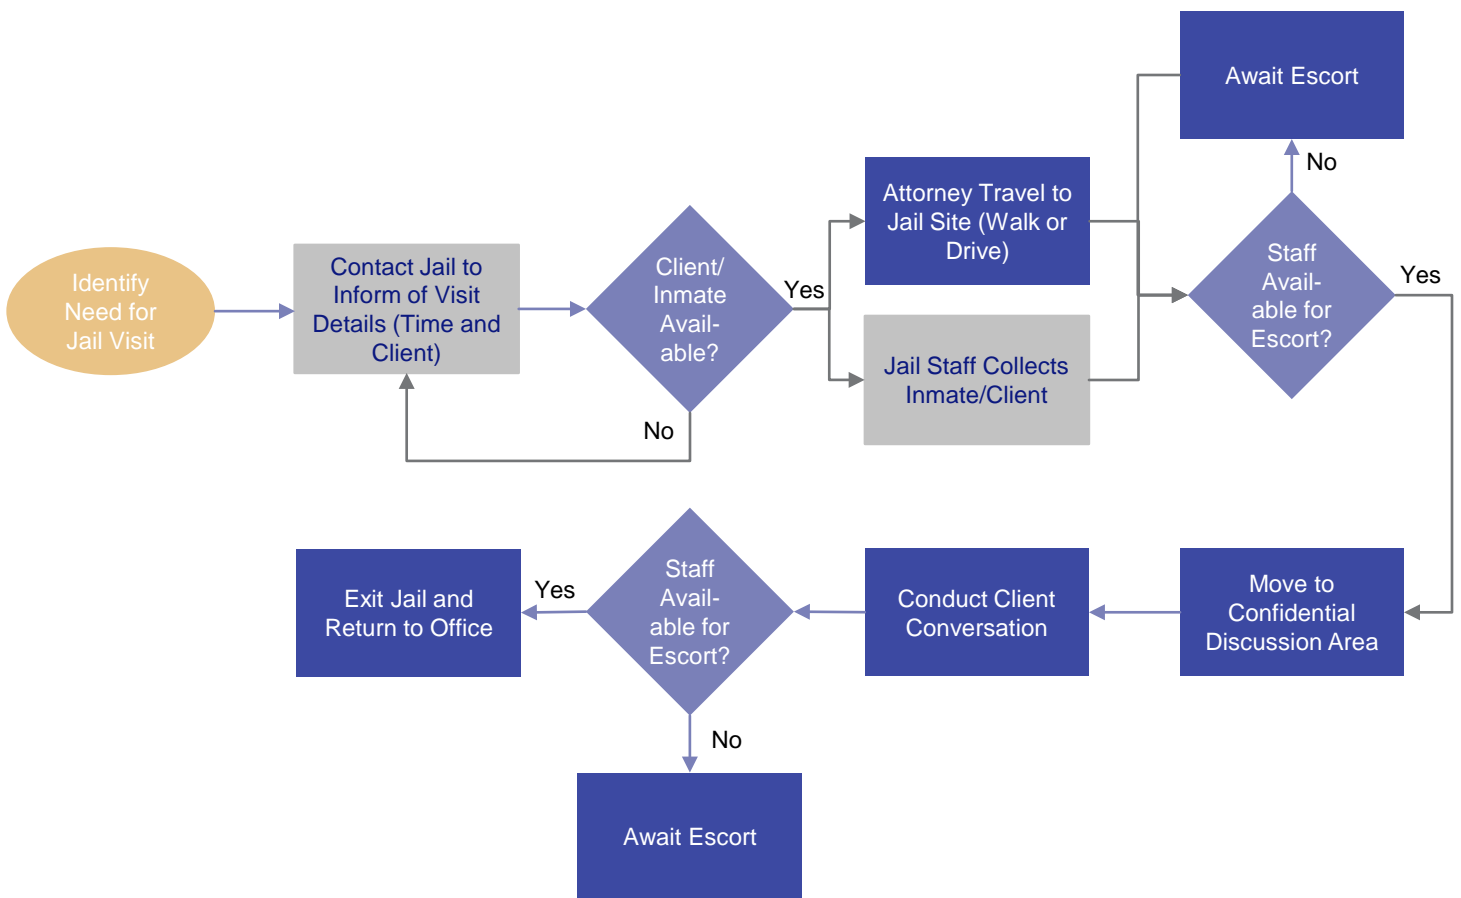 Identify
Need for
Jail Visit
Contact Jail to
Inform of Visit
Details (Time and
Client)
Client/
Inmate
Avail-
able?
Yes
No
Attorney Travel to
Jail Site (Walk or
Drive)
Jail Staff Collects
Inmate/Client
Await Escort
No
Staff
Avail-
able for
Escort?
Yes
Move to
Confidential
Discussion Area
Conduct Client
Conversation
Staff
Avail-
able for
Escort?
Yes
Exit Jail and
Return to Office
No
Await Escort